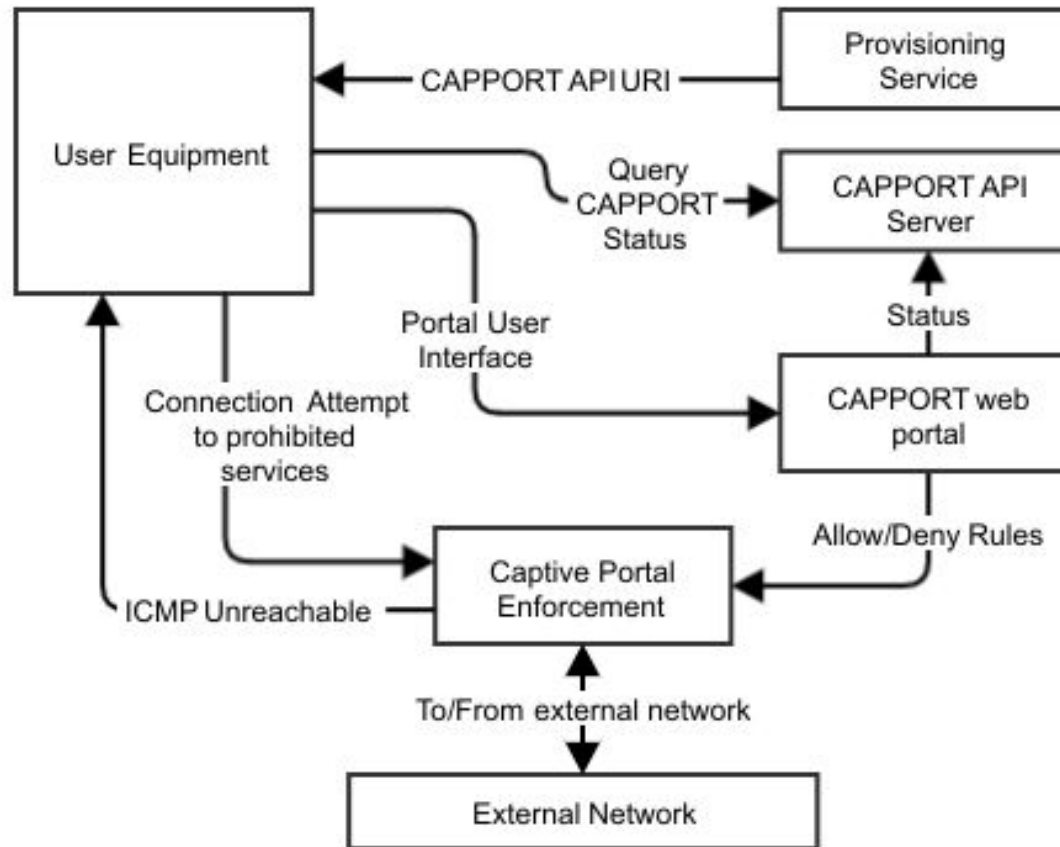 Provisioning
Service
CAPPORT API URI
User Equipment
Query
CAPPORT
Status
CAPPORT API
Server
Status
Portal User
Interface
CAPPORT web
portal
Connection Attempt
to prohibited
services
Allow/Deny Rules
Captive Portal
Enforcement
ICMP Unreachable
To/From external network
External Network